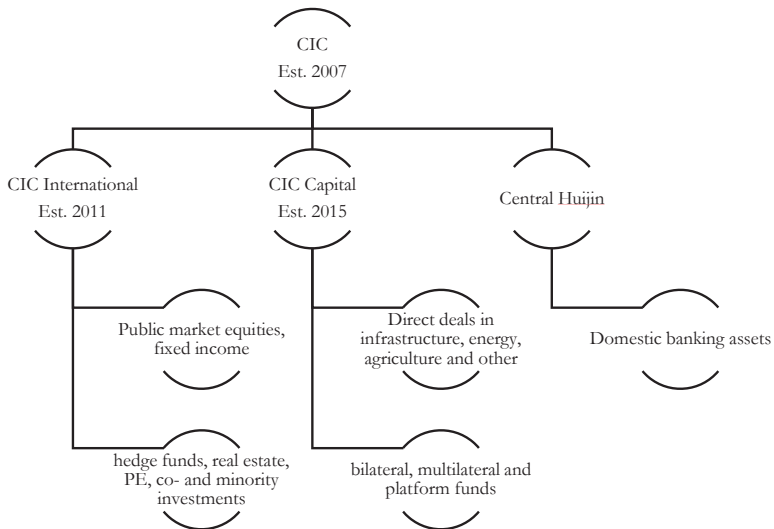 CIC
Est. 2007
CIC International
Est. 2011
CIC Capital
Est. 2015
Central Huijin
Public market equities,
fixed income
Direct deals in
infrastructure, energy,
agriculture and other
Domestic banking assets
hedge funds, real estate,
PE, co- and minority
investments
bilateral, multilateral and
platform funds